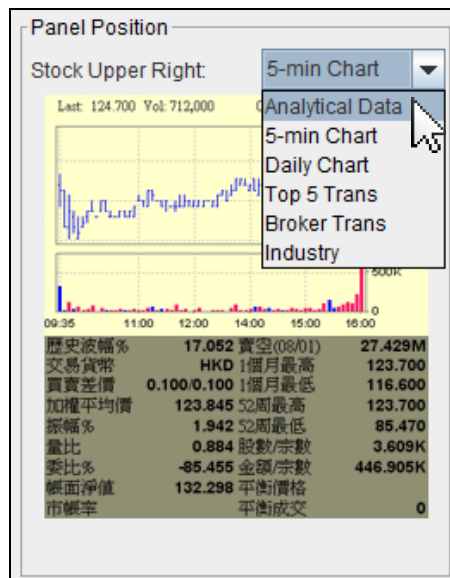 Panel Position
Stock Upper Right: 5-min Chart
Last: 124.700 Vol: 712,000
Analytical Data
5-min Chart
Daily Chart
Top 5 Trans
Broker Trans
Industry
500K
0
09:35 11:00 12:00 14:00 15:00 16:00
歷史波幅% 17.052 賣空(08/01) 27.429M
交易貨幣 HKD 1個月最高 123.700
買賣差價 0.100/0.100 1個月最低 116.600
加權平均價 123.845 52周最高 123.700
振幅% 1.942 52周最低 85.470
量比 0.884 股數/宗數 3.609K
委比% -85.455 金額/宗數 446.905K
帳面淨值 132.298 平衡價格
市帳率 平衡成交 0